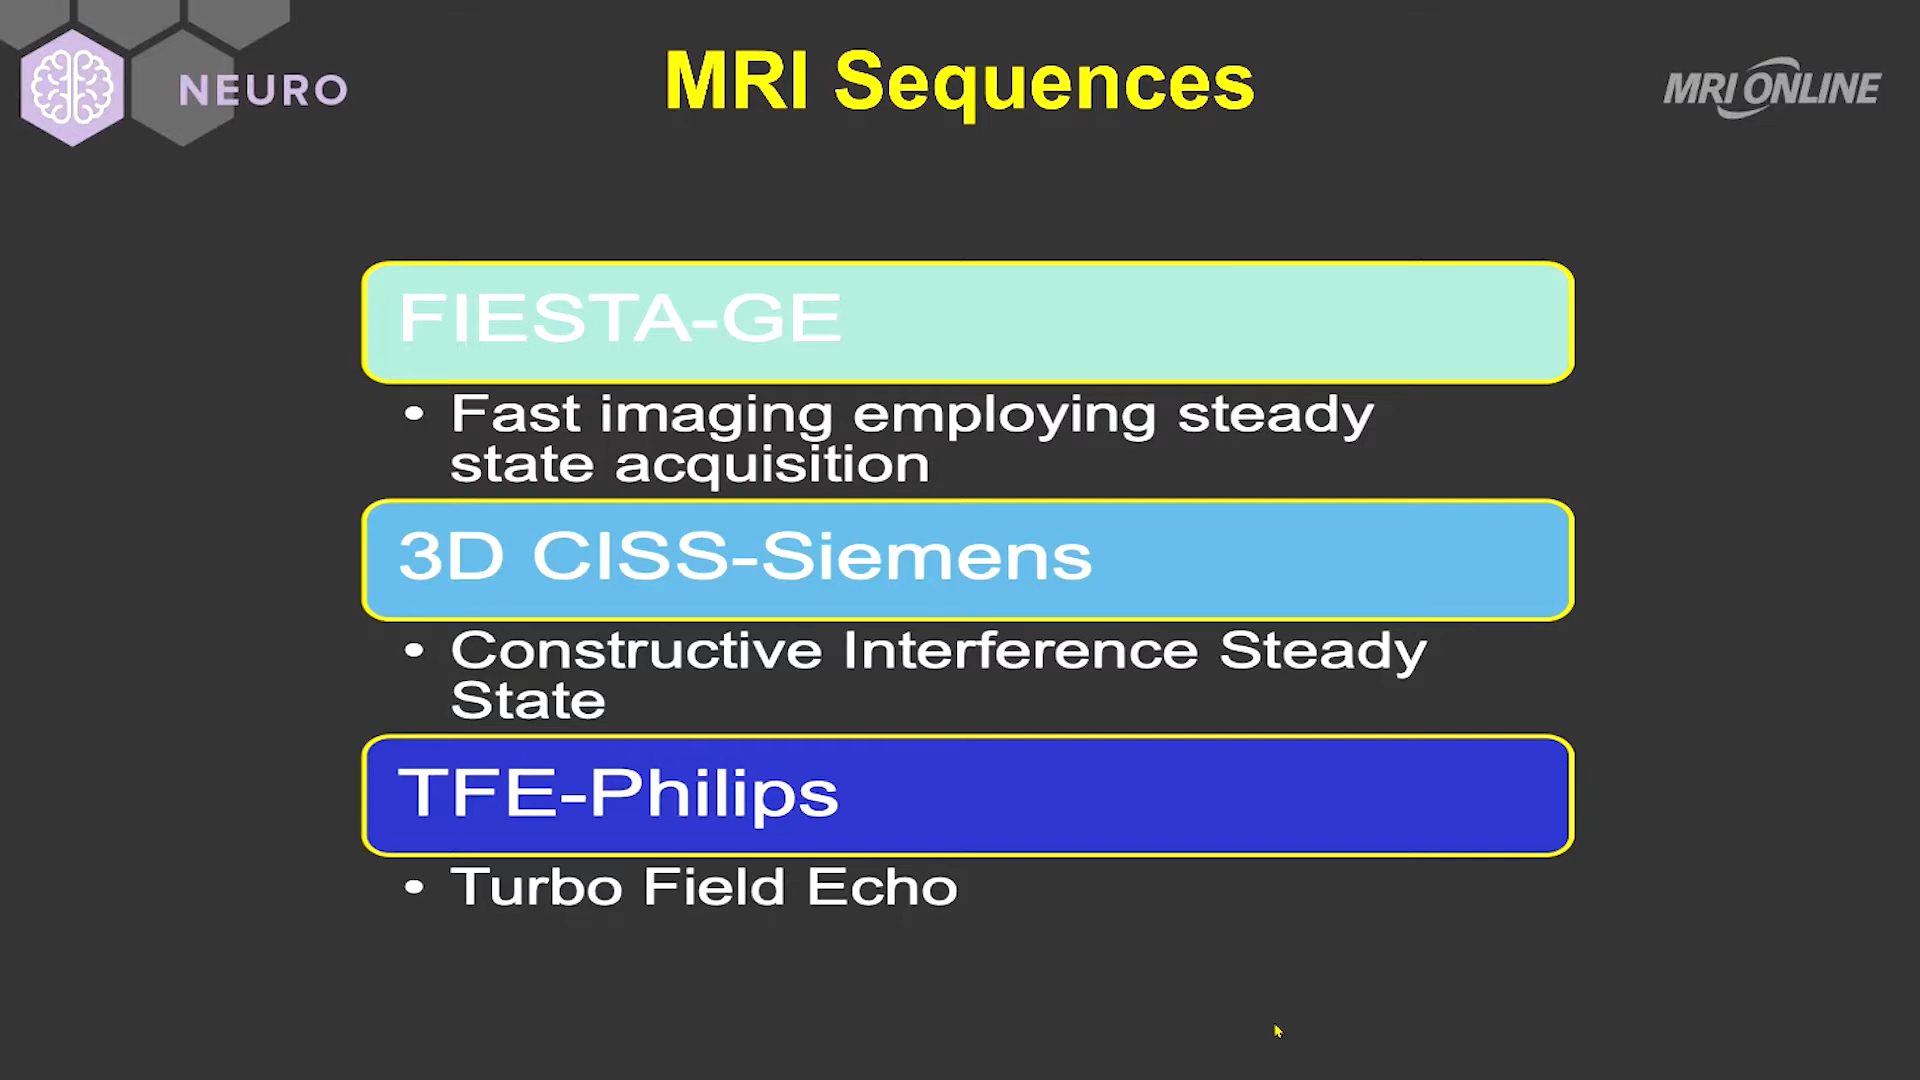 NEURO
MRI Sequences
MRI ONLINE
FIESTA-GE
• Fast imaging employing steady
state acquisition
3D CISS-Siemens
• Constructive Interference Steady
State
TFE-Philips
• Turbo Field Echo